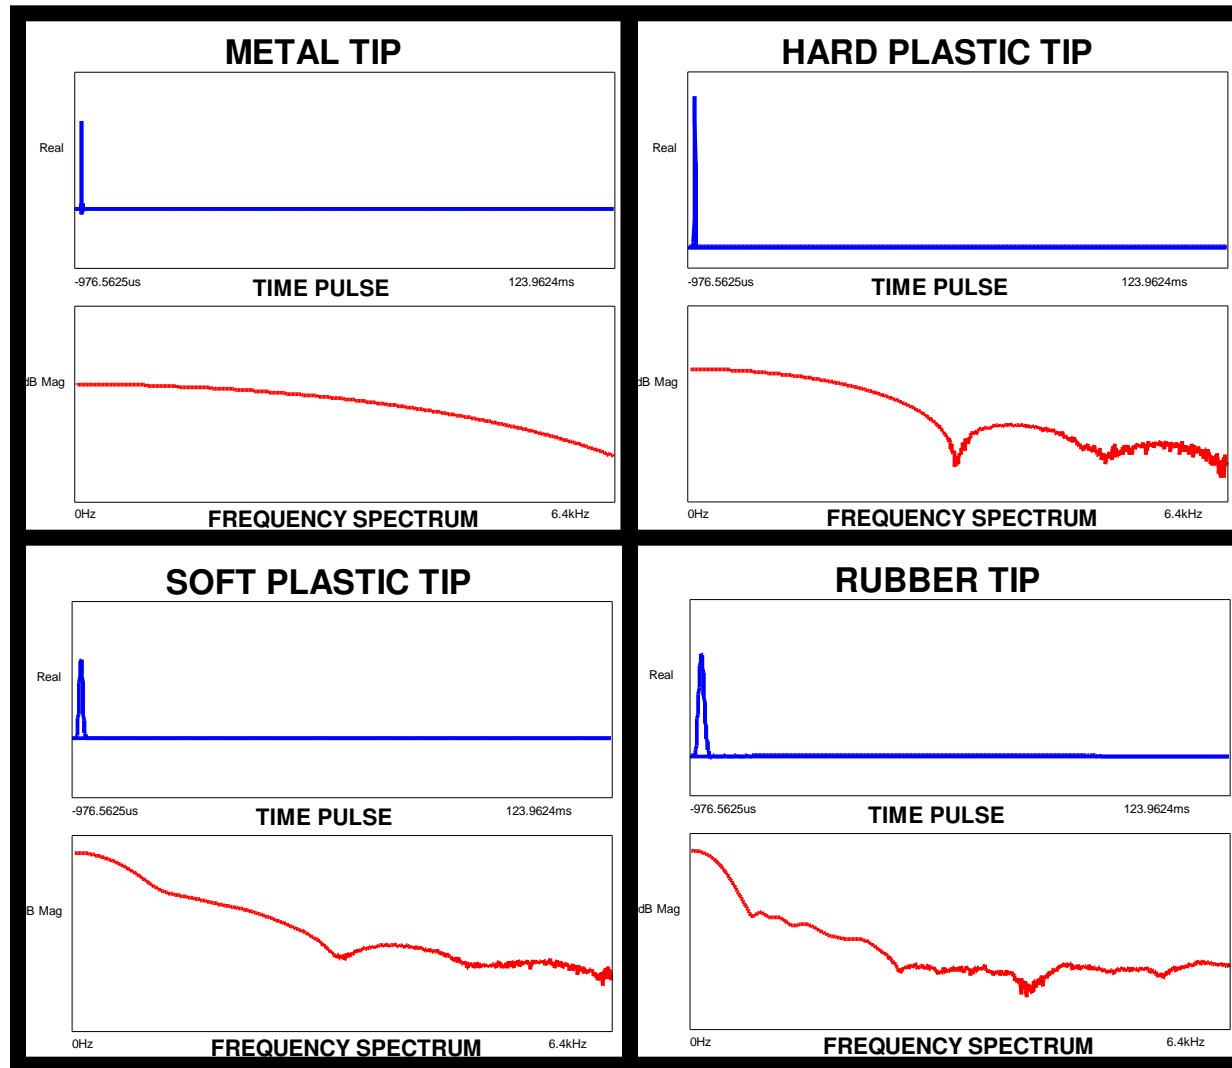 METAL TIP
Real
-976.5625us
TIME PULSE
123.9624ms
dB Mag
0Hz
FREQUENCY SPECTRUM
6.4kHz
HARD PLASTIC TIP
Real
-976.5625us
TIME PULSE
123.9624ms
dB Mag
0Hz
FREQUENCY SPECTRUM
6.4kHz
SOFT PLASTIC TIP
Real
-976.5625us
TIME PULSE
123.9624ms
B Mag
0Hz
FREQUENCY SPECTRUM
6.4kHz
RUBBER TIP
Real
-976.5625us
TIME PULSE
123.9624ms
dB Mag
0Hz
FREQUENCY SPECTRUM
6.4kHz